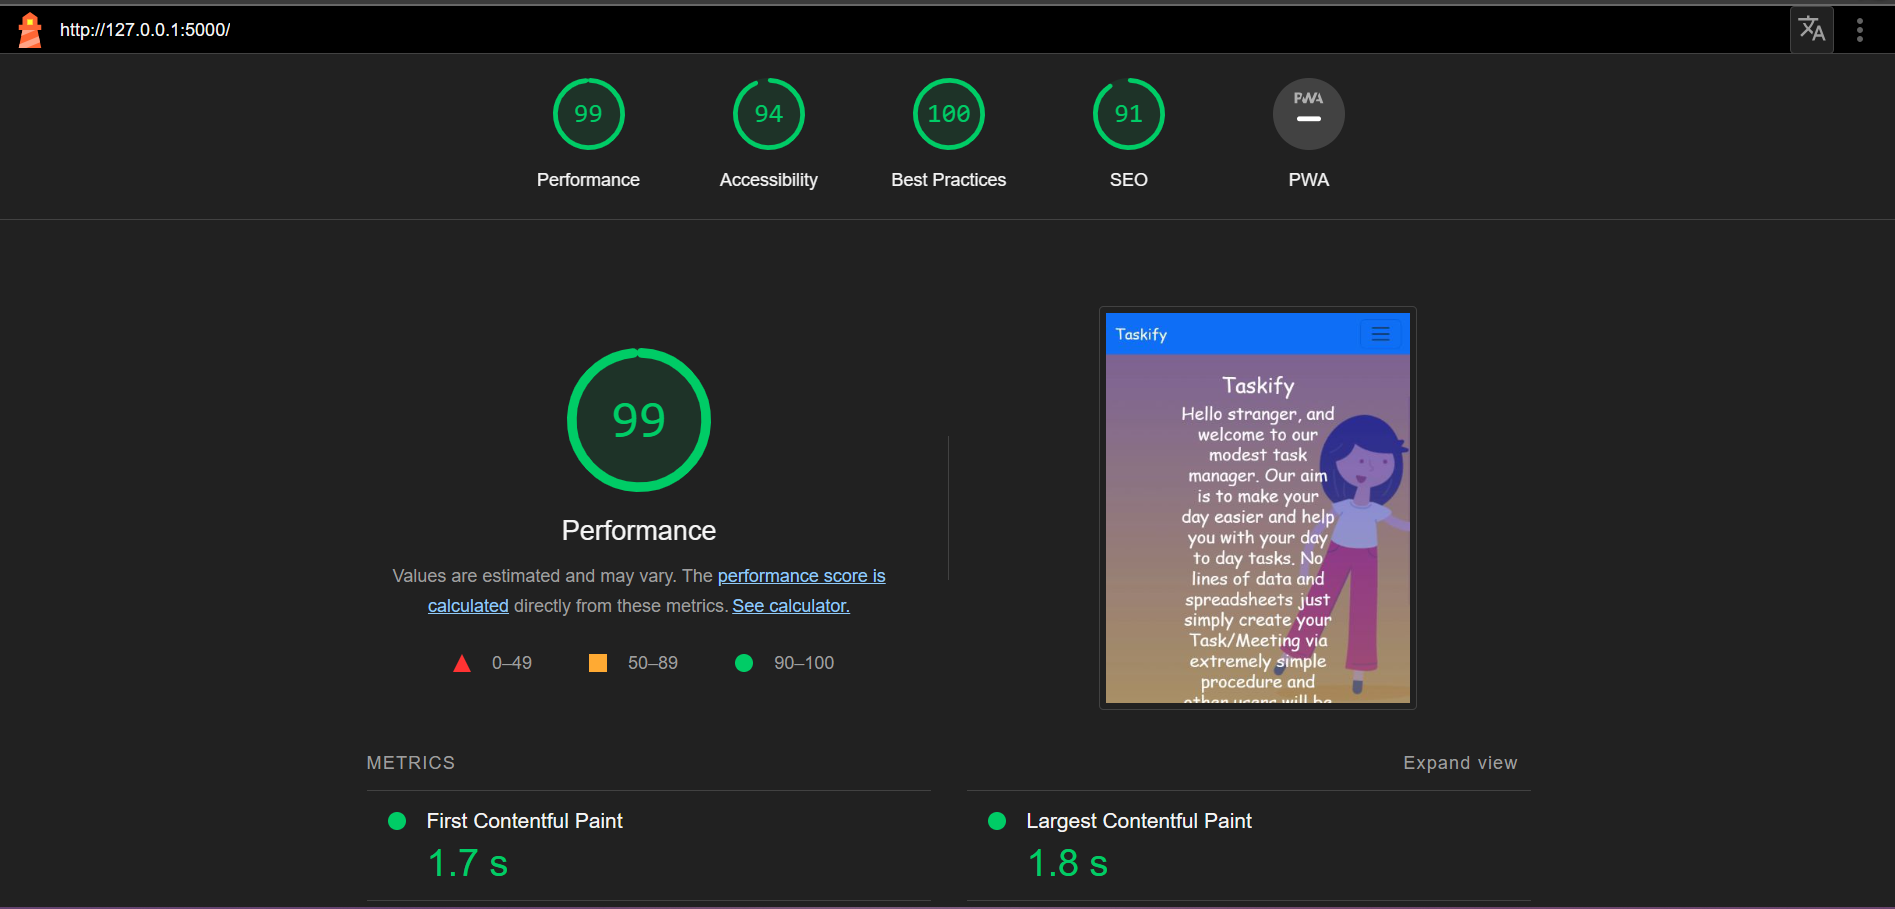 http://127.0.0.1:5000/
99
94
100
91
PWA
Performance
Accessibility
Best Practices
SEO
PWA
99
Performance
Values are estimated and may vary. The performance score is
calculated directly from these metrics. See calculator.
0–49
50–89
90–100
Taskify
Taskify
Hello stranger, and
welcome to our
modest task
manager. Our aim
is to make your
day easier and help
you with your day
to day tasks. No
lines of data and
spreadsheets just
simply create your
Task/Meeting via
extremely simple
procedure and
other users will be
METRICS
Expand view
First Contentful Paint
1.7 s
Largest Contentful Paint
1.8 s